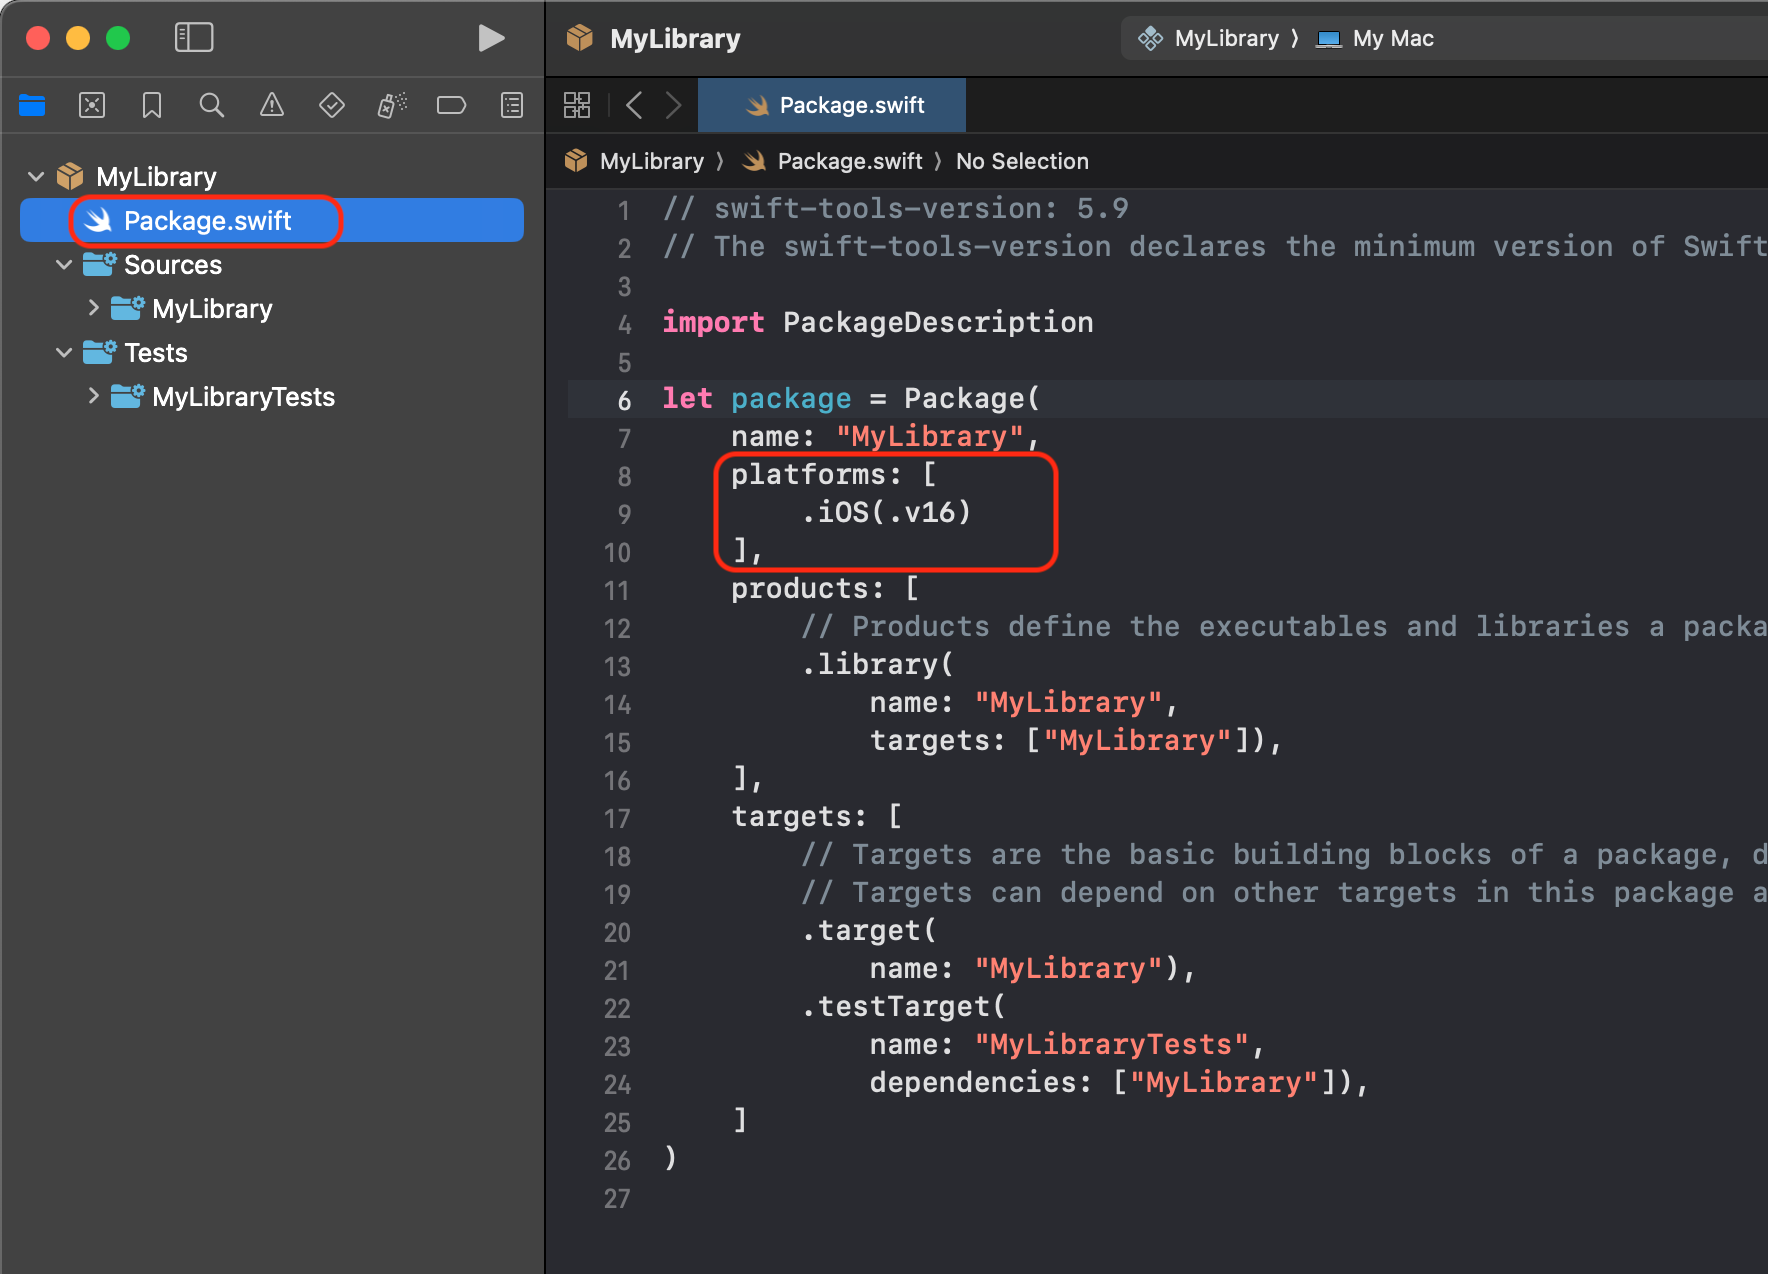 MyLibrary
MyLibrary ⟩ My Mac
Package.swift
MyLibrary ⟩ Package.swift ⟩ No Selection
MyLibrary
Package.swift
Sources
MyLibrary
Tests
MyLibraryTests
1 // swift-tools-version: 5.9
2 // The swift-tools-version declares the minimum version of Swift
3
4 import PackageDescription
5
6 let package = Package(
7     name: "MyLibrary",
8     platforms: [
9         .iOS(.v16)
10     ],
11     products: [
12         // Products define the executables and libraries a packa
13         .library(
14             name: "MyLibrary",
15             targets: ["MyLibrary"]),
16     ],
17     targets: [
18         // Targets are the basic building blocks of a package, d
19         // Targets can depend on other targets in this package a
20         .target(
21             name: "MyLibrary"),
22         .testTarget(
23             name: "MyLibraryTests",
24             dependencies: ["MyLibrary"]),
25     ]
26 )
27